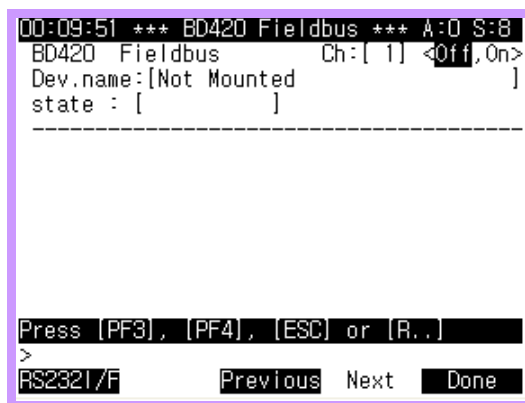 00:09:51 *** BD420 Fieldbus *** A:0 S:8
BD420 Fieldbus Ch:[ 1] <Off,On>
Dev.name:[Not Mounted ]
state : [ ]
--------------------------------------
Press [PF3], [PF4], [ESC] or [R..]
>
RS232I/F Previous Next Done